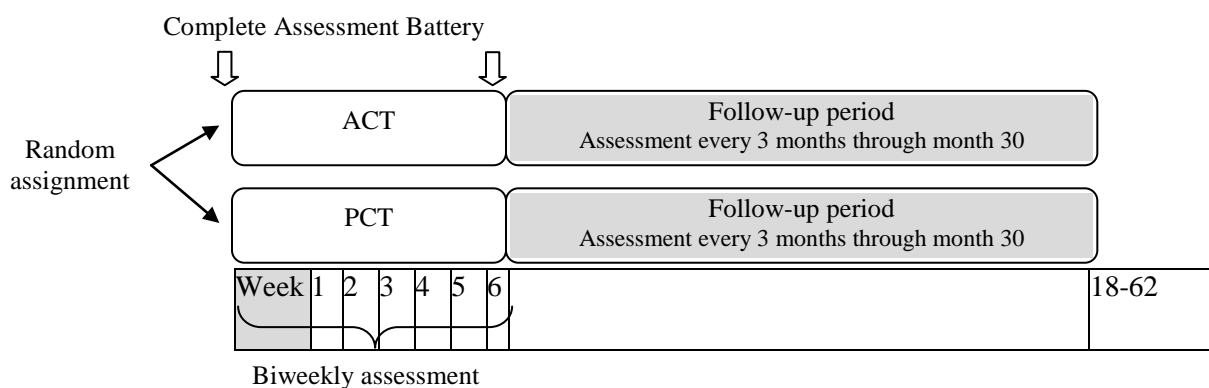 Complete Assessment Battery
ACT
Follow-up period
Assessment every 3 months through month 30
Random
assignment
PCT
Follow-up period
Assessment every 3 months through month 30
Week 1 2 3 4 5 6 18-62
Biweekly assessment